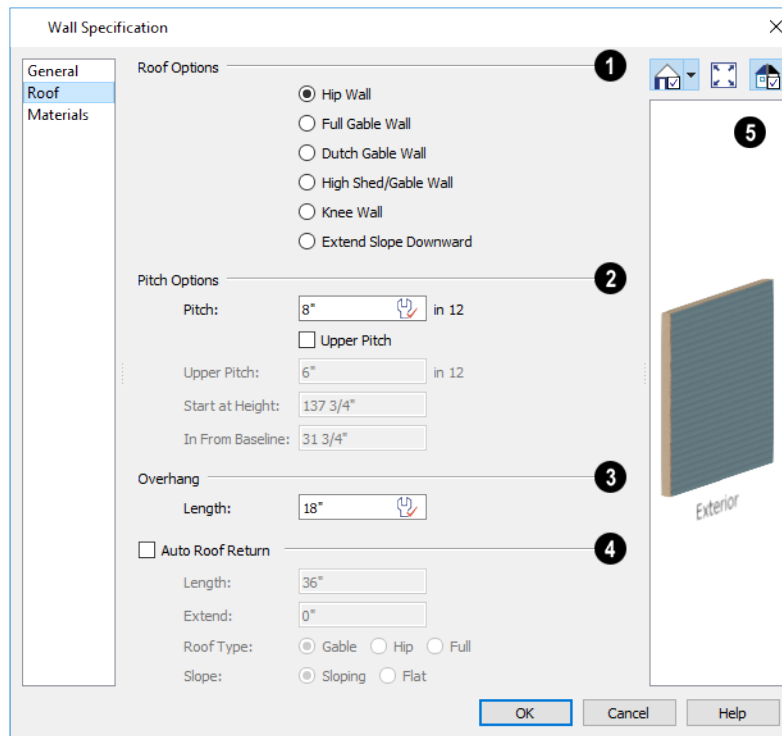 Wall Specification
General
Roof
Materials
Roof Options
1
Hip Wall
Full Gable Wall
Dutch Gable Wall
High Shed/Gable Wall
Knee Wall
Extend Slope Downward
Pitch Options
2
Pitch: 8" in 12
Upper Pitch
Upper Pitch: 6" in 12
Start at Height: 137 3/4"
In From Baseline: 31 3/4"
Overhang
3
Length: 18"
Auto Roof Return
4
Length: 36"
Extend: 0"
Roof Type: Gable Hip Full
Slope: Sloping Flat
5
Exterior
OK Cancel Help